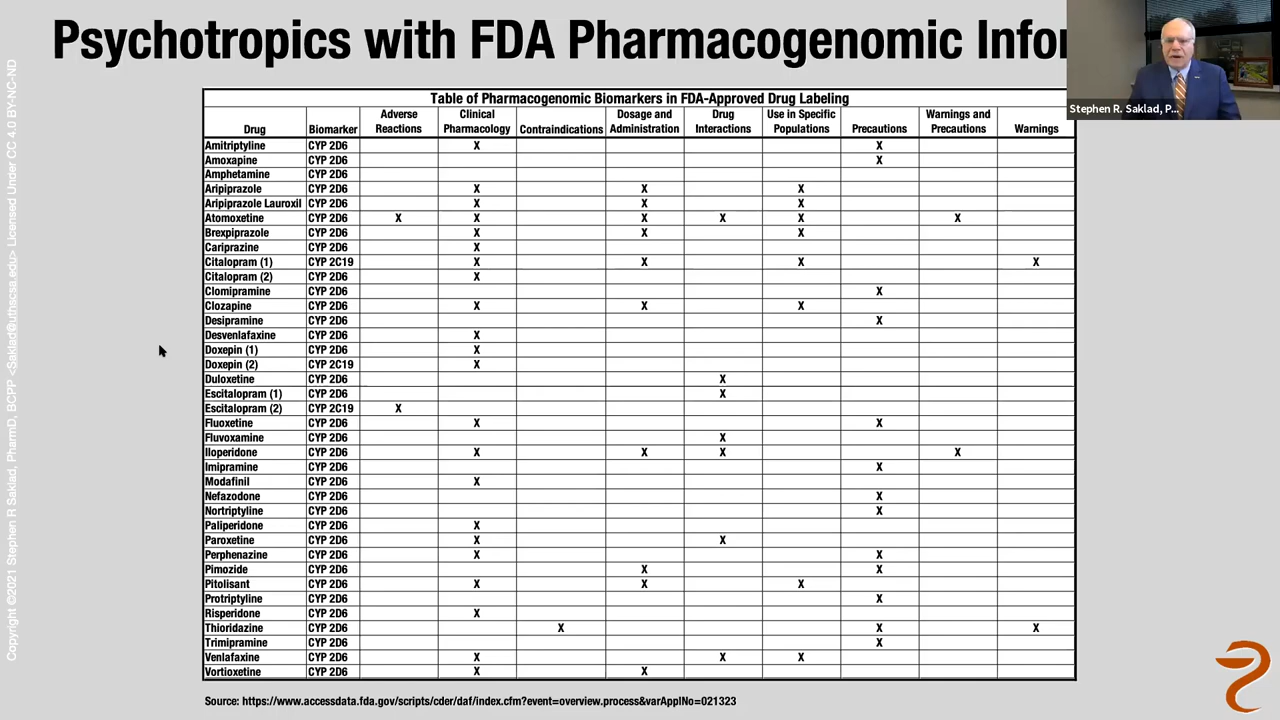 Psychotropics with FDA Pharmacogenomic Infor
Stephen R. Saklad, P...
Copyright ©2021 Stephen R Saklad, PharmD, BCPP <Saklad@uthscsa.edu> Licensed Under CC 4.0 BY-NC-ND
Table of Pharmacogenomic Biomarkers in FDA-Approved Drug Labeling
Drug Biomarker Adverse Reactions Clinical Pharmacology Contraindications Dosage and Administration Drug Interactions Use in Specific Populations Precautions Warnings and Precautions Warnings
Amitriptyline CYP 2D6 X X
Amoxapine CYP 2D6 X
Amphetamine CYP 2D6
Aripiprazole CYP 2D6 X X X
Aripiprazole Lauroxil CYP 2D6 X X X
Atomoxetine CYP 2D6 X X X X X X
Brexpiprazole CYP 2D6 X X X
Cariprazine CYP 2D6 X
Citalopram (1) CYP 2C19 X X X X
Citalopram (2) CYP 2D6 X
Clomipramine CYP 2D6 X
Clozapine CYP 2D6 X X X
Desipramine CYP 2D6 X
Desvenlafaxine CYP 2D6 X
Doxepin (1) CYP 2D6 X
Doxepin (2) CYP 2C19 X
Duloxetine CYP 2D6 X
Escitalopram (1) CYP 2D6 X
Escitalopram (2) CYP 2C19 X
Fluoxetine CYP 2D6 X X
Fluvoxamine CYP 2D6 X
Iloperidone CYP 2D6 X X X X
Imipramine CYP 2D6 X
Modafinil CYP 2D6 X
Nefazodone CYP 2D6 X
Nortriptyline CYP 2D6 X
Paliperidone CYP 2D6 X
Paroxetine CYP 2D6 X X
Perphenazine CYP 2D6 X X
Pimozide CYP 2D6 X X
Pitolisant CYP 2D6 X X X
Protriptyline CYP 2D6 X
Risperidone CYP 2D6 X
Thioridazine CYP 2D6 X X X
Trimipramine CYP 2D6 X
Venlafaxine CYP 2D6 X X X
Vortioxetine CYP 2D6 X X
Source: https://www.accessdata.fda.gov/scripts/cder/daf/index.cfm?event=overview.process&varApplNo=021323